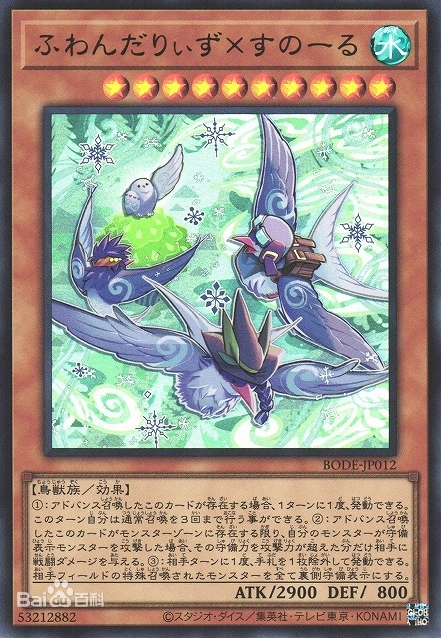 ふわんだりぃず×すのーる
水
BODE-JP012
【鳥獣族/効果】
①:アドバンス召喚したこのカードが存在する場合、1ターンに1度、発動できる。
このターン自分は通常召喚を3回まで行う事ができる。②:アドバンス召喚
したこのカードがモンスターゾーンに存在する限り、自分のモンスターが守備
表示モンスターを攻撃した場合、その守備力を攻撃力が超えた分だけ相手に
戦闘ダメージを与える。③:相手ターンに1度、手札を1枚除外して発動できる。
相手フィールドの特殊召喚されたモンスターを全て裏側守備表示にする。
ATK/2900 DEF/ 800
Bai百科
53212882
©スタジオ・ダイス/集英社・テレビ東京・KONAMI